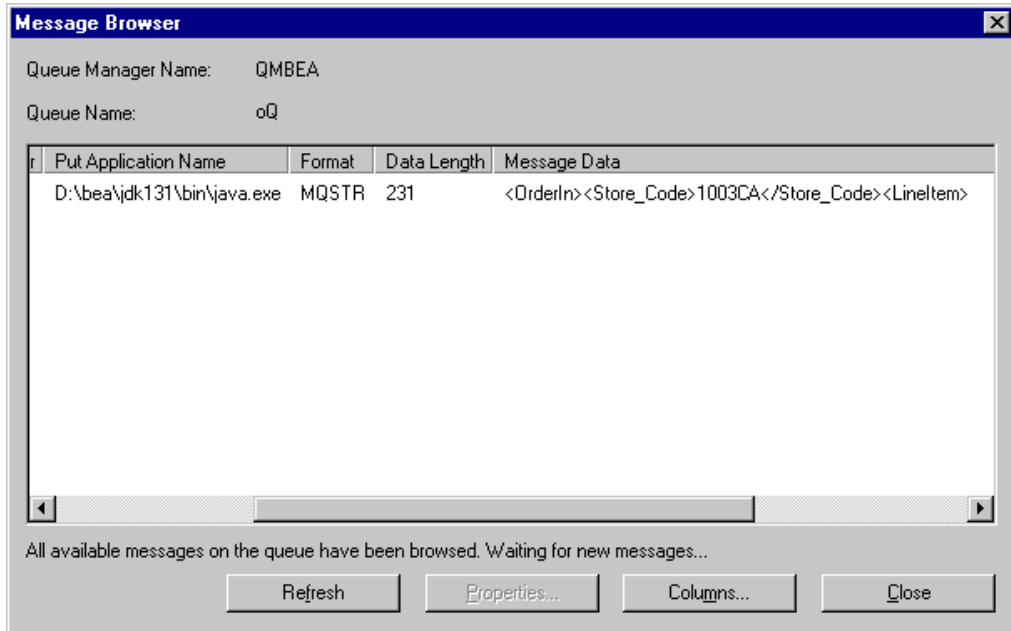 Message Browser
Queue Manager Name: QMBEA
Queue Name: oQ
r Put Application Name Format Data Length Message Data
D:\bea\jdk131\bin\java.exe MQSTR 231 <OrderIn><Store_Code>1003CA</Store_Code><LineItem>
All available messages on the queue have been browsed. Waiting for new messages...
Refresh Properties... Columns... Close